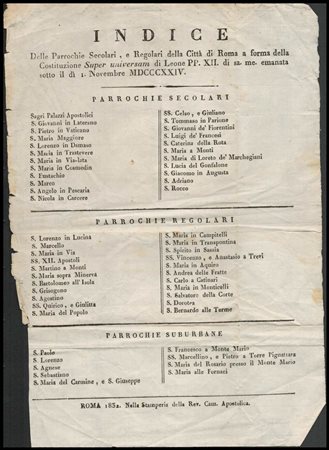 INDICE
Delle Parrochie Secolari, e Regolari della Città di Roma a forma della
Costituzione Super universam di Leone PP. XII. di sa. me. emanata
sotto il dì 1. Novembre MDCCCXXIV.
PARROCHIE SECOLARI
Sagri Palazzi Apostolici
S. Giovanni in Laterano
S. Pietro in Vaticano
S. Maria Maggiore
S. Lorenzo in Damaso
S. Maria in Trastevere
S. Maria in Via-lata
S. Maria in Cosmedin
S. Eustachio
S. Marco
S. Angelo in Pescaria
S. Nicola in Carcere
SS. Celso, e Giuliano
S. Tommaso in Parione
S. Giovanni de' Fiorentini
S. Luigi de' Francesi
S. Caterina della Rota
S. Maria a Monti
S. Maria di Loreto de' Marchegiani
S. Lucia del Gonfalone
S. Giacomo in Augusta
S. Adriano
S. Rocco
PARROCHIE REGOLARI
S. Lorenzo in Lucina
S. Marcello
S. Maria in Via
SS. XII. Apostoli
S. Martino a Monti
S. Maria sopra Minerva
S. Bartolomeo all'Isola
S. Grisogono
S. Agostino
SS. Quirico, e Giulitta
S. Maria del Popolo
S. Maria in Campitelli
S. Maria in Transpontina
S. Spirito in Sassia
SS. Vincenzo, e Anastasio a Trevi
S. Maria in Aquiro
S. Andrea delle Fratte
S. Carlo a Catinari
S. Maria in Monticelli
S. Salvatore della Corte
S. Dorotea
S. Bernardo alle Terme
PARROCHIE SUBURBANE
S. Paolo
S. Lorenzo
S. Agnese
S. Sebastiano
S. Maria del Carmine, e S. Giuseppe
S. Francesco a Monte Mario
SS. Marcellino, e Pietro a Torre Pignattara
S. Maria del Rosario presso il Monte Mario
S. Maria alle Fornaci
ROMA 1832. Nella Stamperia della Rev. Cam. Apostolica.